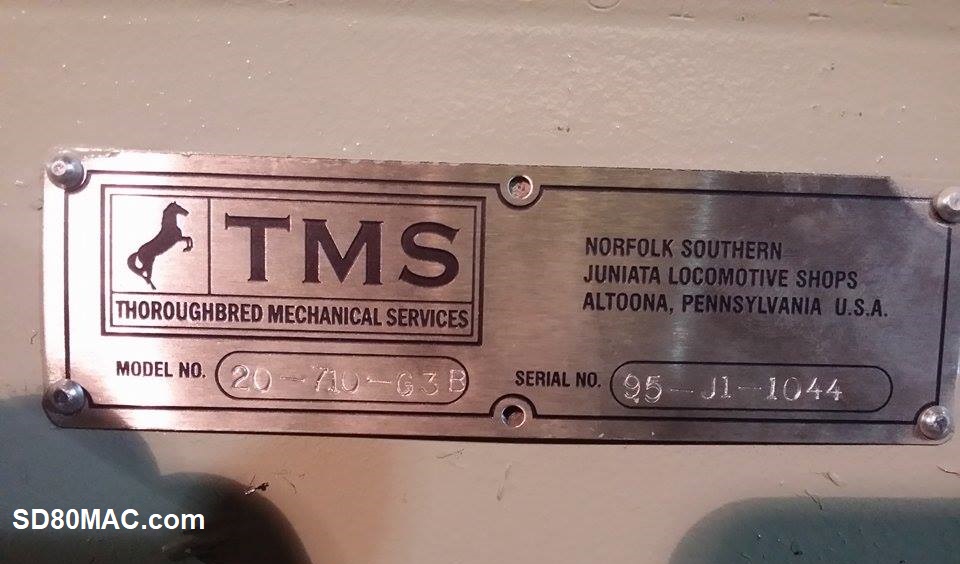 TMS
THOROUGHBRED MECHANICAL SERVICES
NORFOLK SOUTHERN
JUNIATA LOCOMOTIVE SHOPS
ALTOONA, PENNSYLVANIA U.S.A.
MODEL NO. 20-710-G3B
SERIAL NO. 95-J1-1044
SD80MAC.com